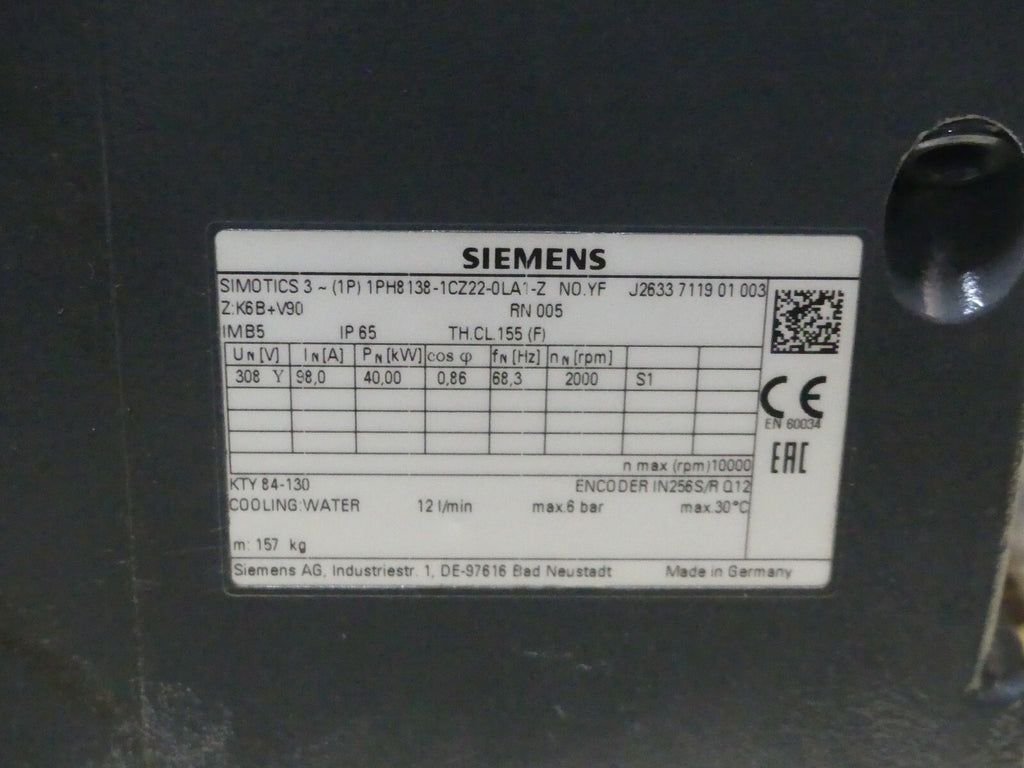 SIEMENS
SIMOTICS 3 ~ (1P) 1PH8138-1CZ22-0LA1-Z NO.YF J2633 7119 01 003
Z:K6B+V90 RN 005
IMB5 IP 65 TH.CL.155 (F)
UN [V] IN [A] PN [kW] cos φ fN [Hz] nN [rpm]
308 Y 98,0 40,00 0,86 68,3 2000 S1
CE
EN 60034
EAC
n max (rpm)10000
KTY 84-130 ENCODER IN256S/R Q12
COOLING:WATER 12 l/min max.6 bar max.30°C
m: 157 kg
Siemens AG, Industriestr. 1, DE-97616 Bad Neustadt Made in Germany